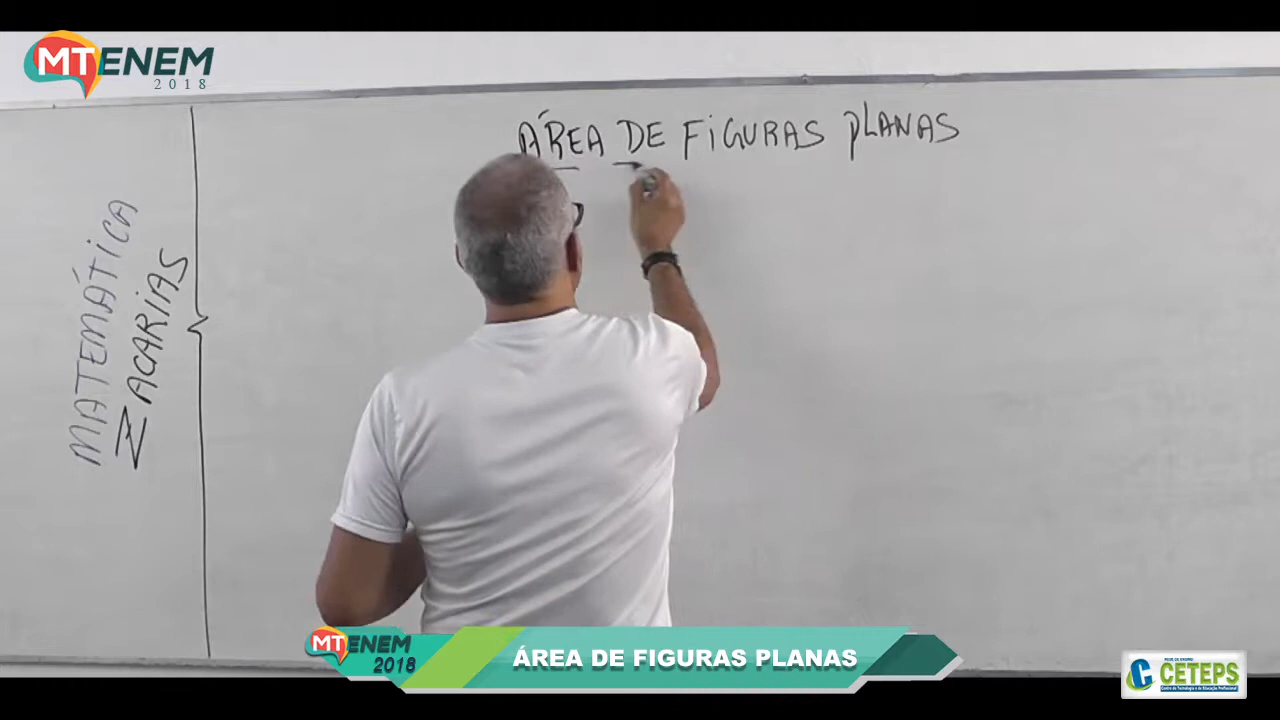 MTENEM
2018
ÁREA DE FIGURAS PLANAS
MATEMÁTICA
ZACARIAS
MTENEM
2018
ÁREA DE FIGURAS PLANAS
CETEPS